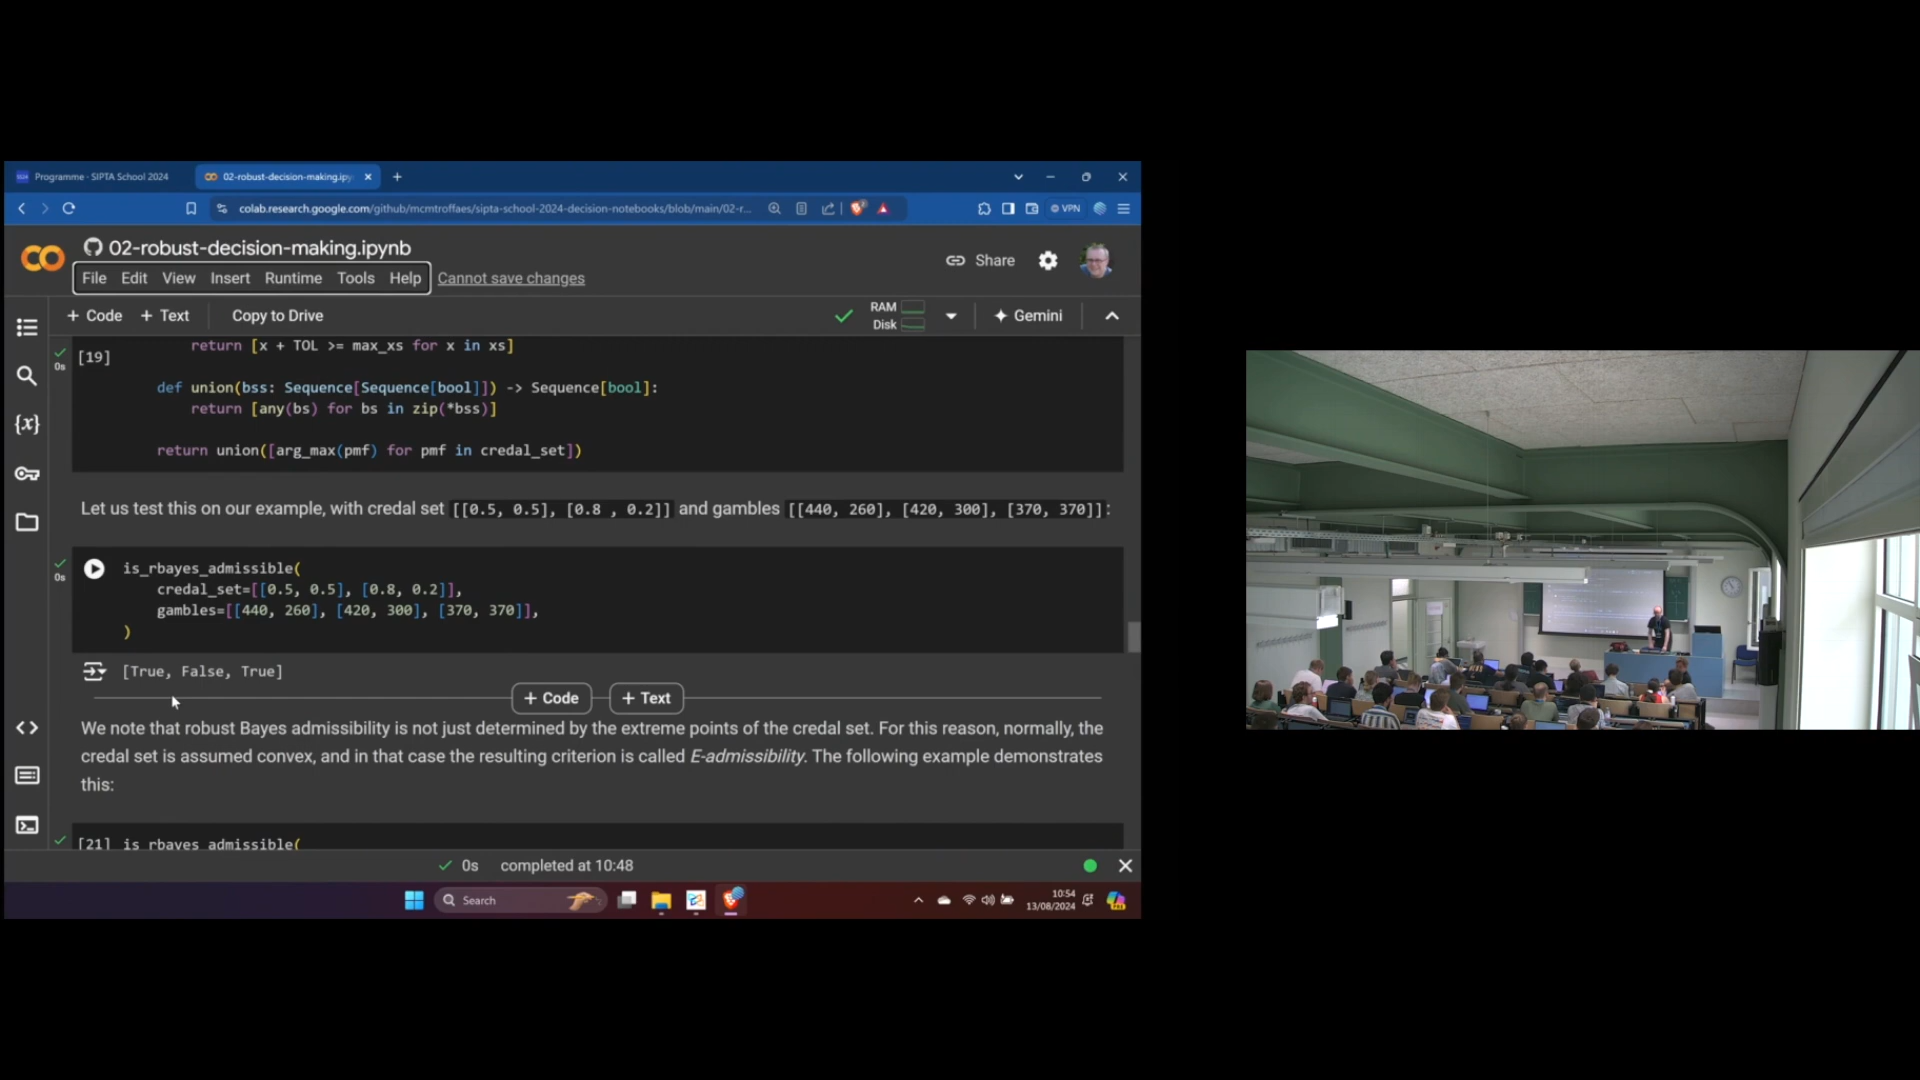 Programme - SIPTA School 2024
02-robust-decision-making.ipy
colab.research.google.com/github/mcmtroffaes/sipta-school-2024-decision-notebooks/blob/main/02-r...
VPN
02-robust-decision-making.ipynb
Share
File Edit View Insert Runtime Tools Help Cannot save changes
+ Code + Text Copy to Drive
RAM
Disk
Gemini
return [x + TOL >= max_xs for x in xs]
0s [19]
def union(bss: Sequence[Sequence[bool]]) -> Sequence[bool]:
return [any(bs) for bs in zip(*bss)]
return union([arg_max(pmf) for pmf in credal_set])
Let us test this on our example, with credal set [[0.5, 0.5], [0.8 , 0.2]] and gambles [[440, 260], [420, 300], [370, 370]]:
0s
is_rbayes_admissible(
credal_set=[[0.5, 0.5], [0.8, 0.2]],
gambles=[[440, 260], [420, 300], [370, 370]],
)
[True, False, True]
+ Code + Text
We note that robust Bayes admissibility is not just determined by the extreme points of the credal set. For this reason, normally, the
credal set is assumed convex, and in that case the resulting criterion is called E-admissibility. The following example demonstrates
this:
[21] is_rbayes_admissible(
0s completed at 10:48
Search
10:54
13/08/2024